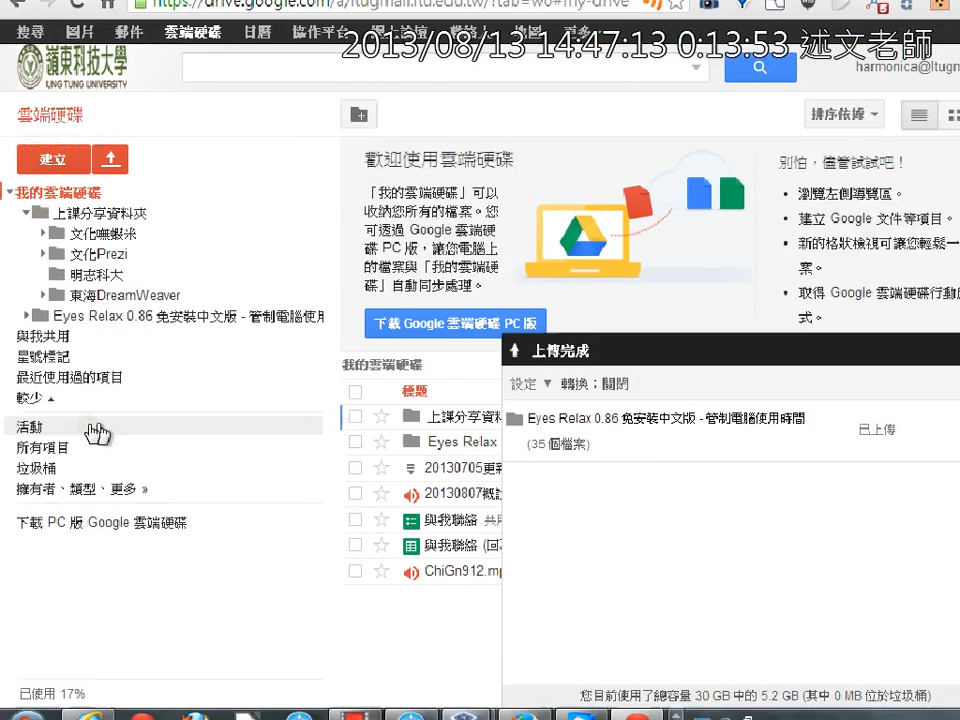 https://drive.google.com/a/ltugmail.ltu.edu.tw/?tab=wo#my-drive
搜尋 圖片 郵件 雲端硬碟 日曆 協作平台
2013/08/13 14:47:13 0:13:53 述文老師
嶺東科技大學
LING TUNG UNIVERSITY
harmonica@ltugm
雲端硬碟
排序依據
建立
我的雲端硬碟
上課分享資料夾
文化嘸蝦米
文化Prezi
明志科大
東海DreamWeaver
Eyes Relax 0.86 免安裝中文版 - 管制電腦使用
與我共用
星號標記
最近使用過的項目
較少
活動
所有項目
垃圾桶
擁有者、類型、更多 »
下載 PC 版 Google 雲端硬碟
已使用 17%
歡迎使用雲端硬碟
「我的雲端硬碟」可以
收納您所有的檔案。您
可透過 Google 雲端硬
碟 PC 版，讓您電腦上
的檔案與「我的雲端硬
碟」自動同步處理。
下載 Google 雲端硬碟 PC 版
別怕，儘管試試吧！
• 瀏覽左側導覽區。
• 建立 Google 文件等項目。
• 新的格狀檢視可讓您輕鬆一
案。
• 取得 Google 雲端硬碟行動
式。
我的雲端硬碟
標題
上課分享資料
Eyes Relax
20130705更新
20130807概
與我聯絡 共用
與我聯絡 (回
ChiGn912.m
上傳完成
設定 ▼ 轉換：關閉
Eyes Relax 0.86 免安裝中文版 - 管制電腦使用時間
(35 個檔案)
已上傳
您目前使用了總容量 30 GB 中的 5.2 GB (其中 0 MB 位於垃圾桶)